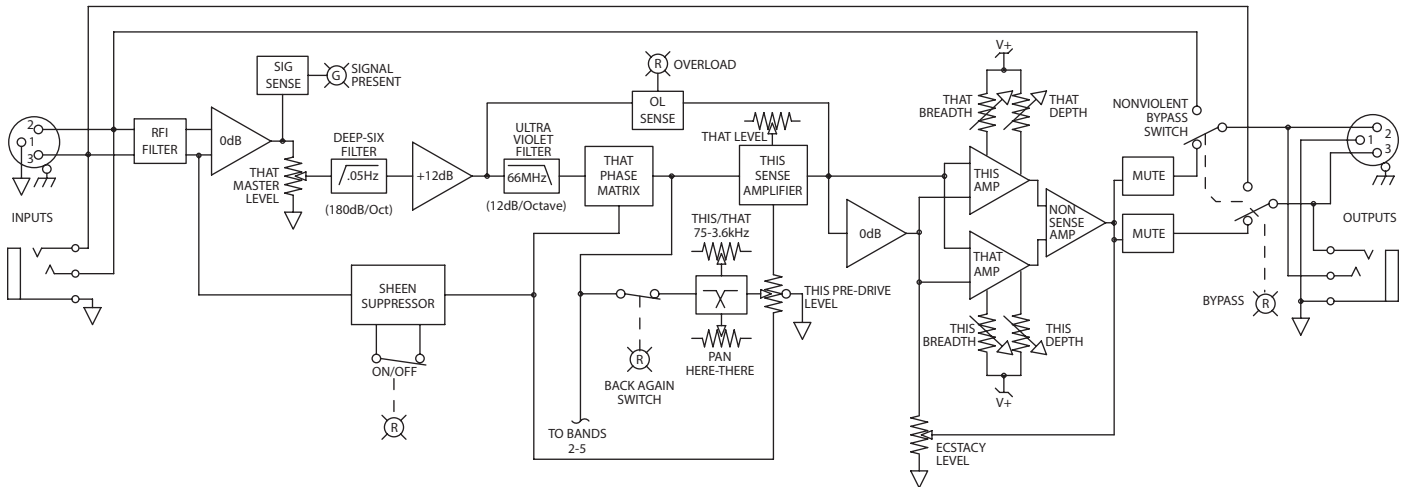 SIG
SENSE
G
SIGNAL
PRESENT
R
OVERLOAD
OL
SENSE
V+
THAT
BREADTH
THAT
DEPTH
NONVIOLENT
BYPASS
SWITCH
2
1
3
RFI
FILTER
0dB
THAT
MASTER
LEVEL
DEEP-SIX
FILTER
.05Hz
(180dB/Oct)
+12dB
ULTRA
VIOLET
FILTER
66MHz
(12dB/Octave)
THAT
PHASE
MATRIX
THAT LEVEL
THIS
SENSE
AMPLIFIER
THIS
AMP
NON
SENSE
AMP
MUTE
MUTE
2
1
3
INPUTS
OUTPUTS
THIS/THAT
75-3.6kHz
0dB
THAT
AMP
SHEEN
SUPPRESSOR
THIS PRE-DRIVE
LEVEL
BYPASS
R
ON/OFF
R
R
BACK AGAIN
SWITCH
PAN
HERE-THERE
THIS
BREADTH
THIS
DEPTH
V+
TO BANDS
2-5
ECSTACY
LEVEL